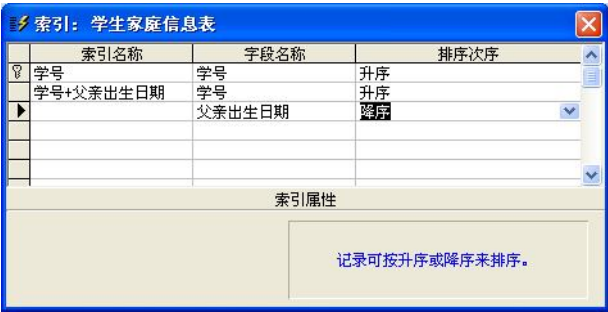 索引: 学生家庭信息表
索引名称 字段名称 排序次序
学号 学号 升序
学号+父亲出生日期 学号 升序
父亲出生日期 降序
索引属性
记录可按升序或降序来排序。